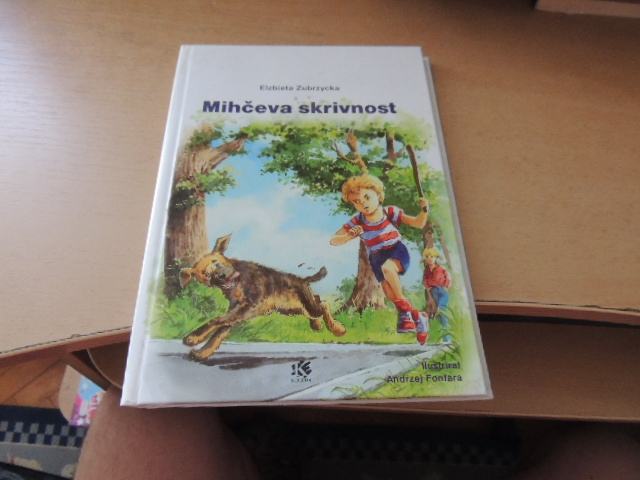 Elzbieta Zubrzycka
Mihčeva skrivnost
Ilustriral
Andrzej Fonfara